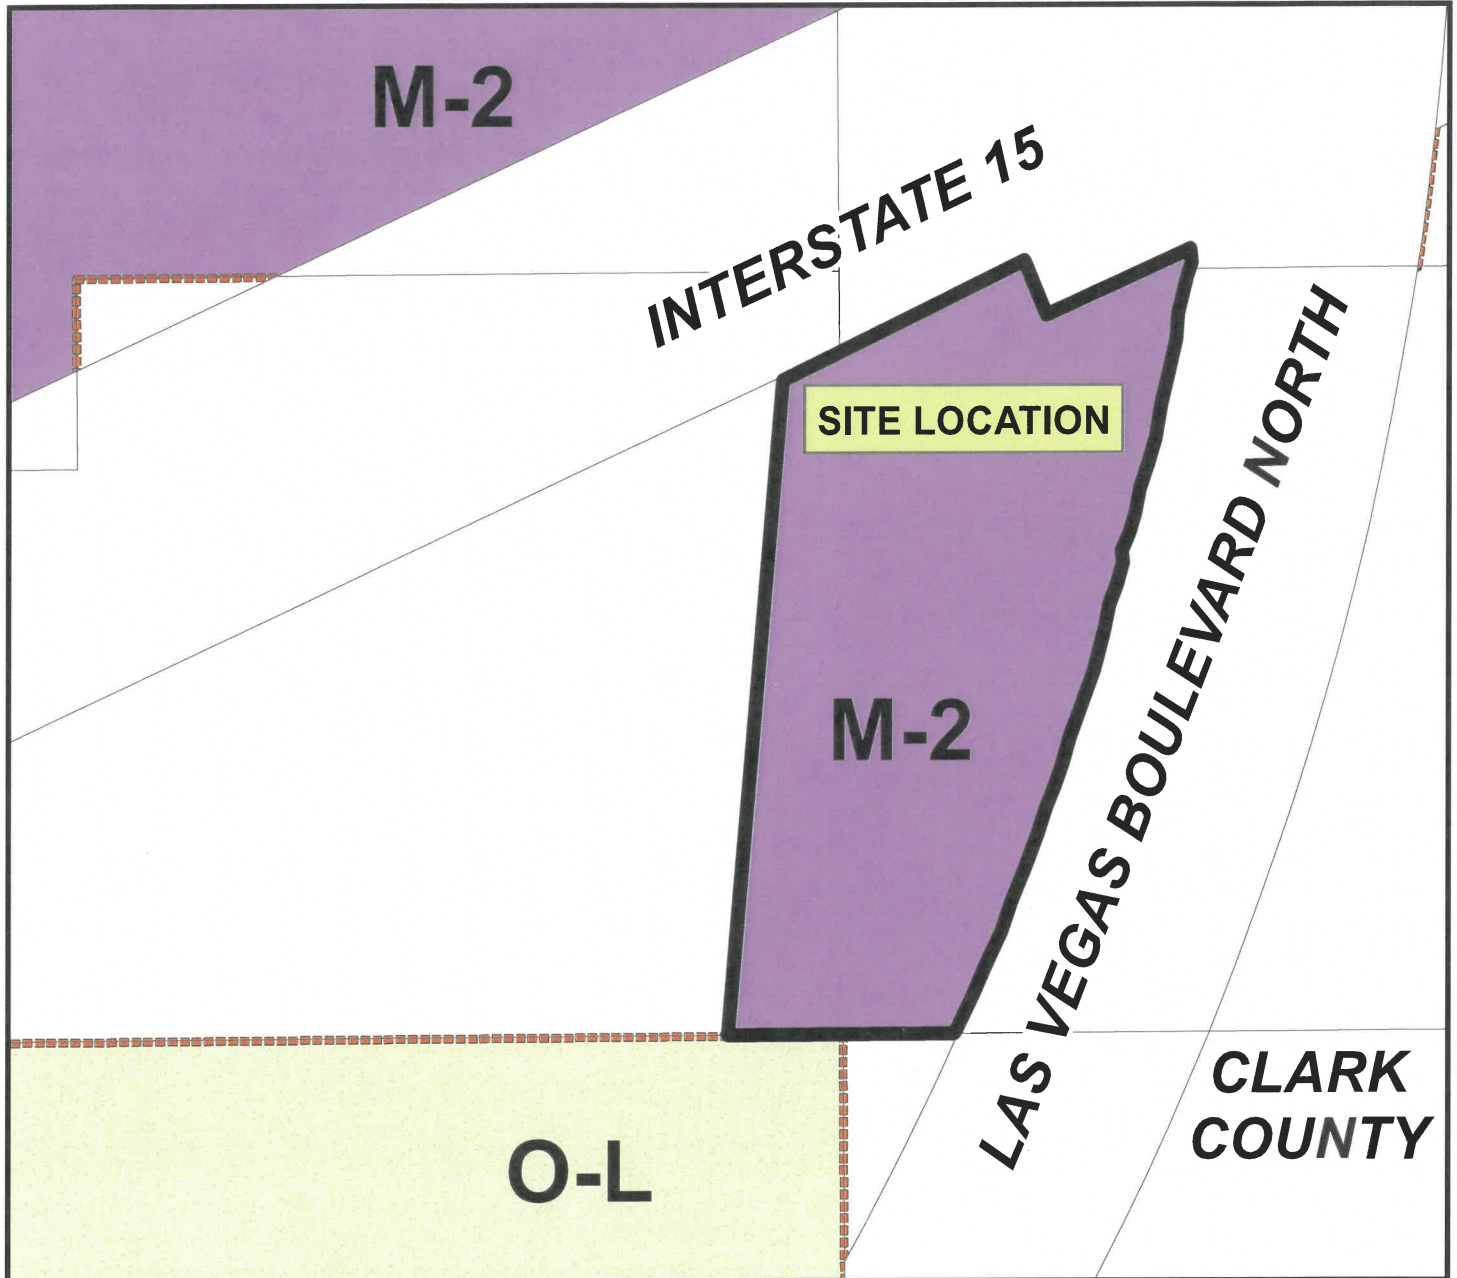 M-2
INTERSTATE 15
SITE LOCATION
M-2
LAS VEGAS BOULEVARD NORTH
CLARK
COUNTY
O-L